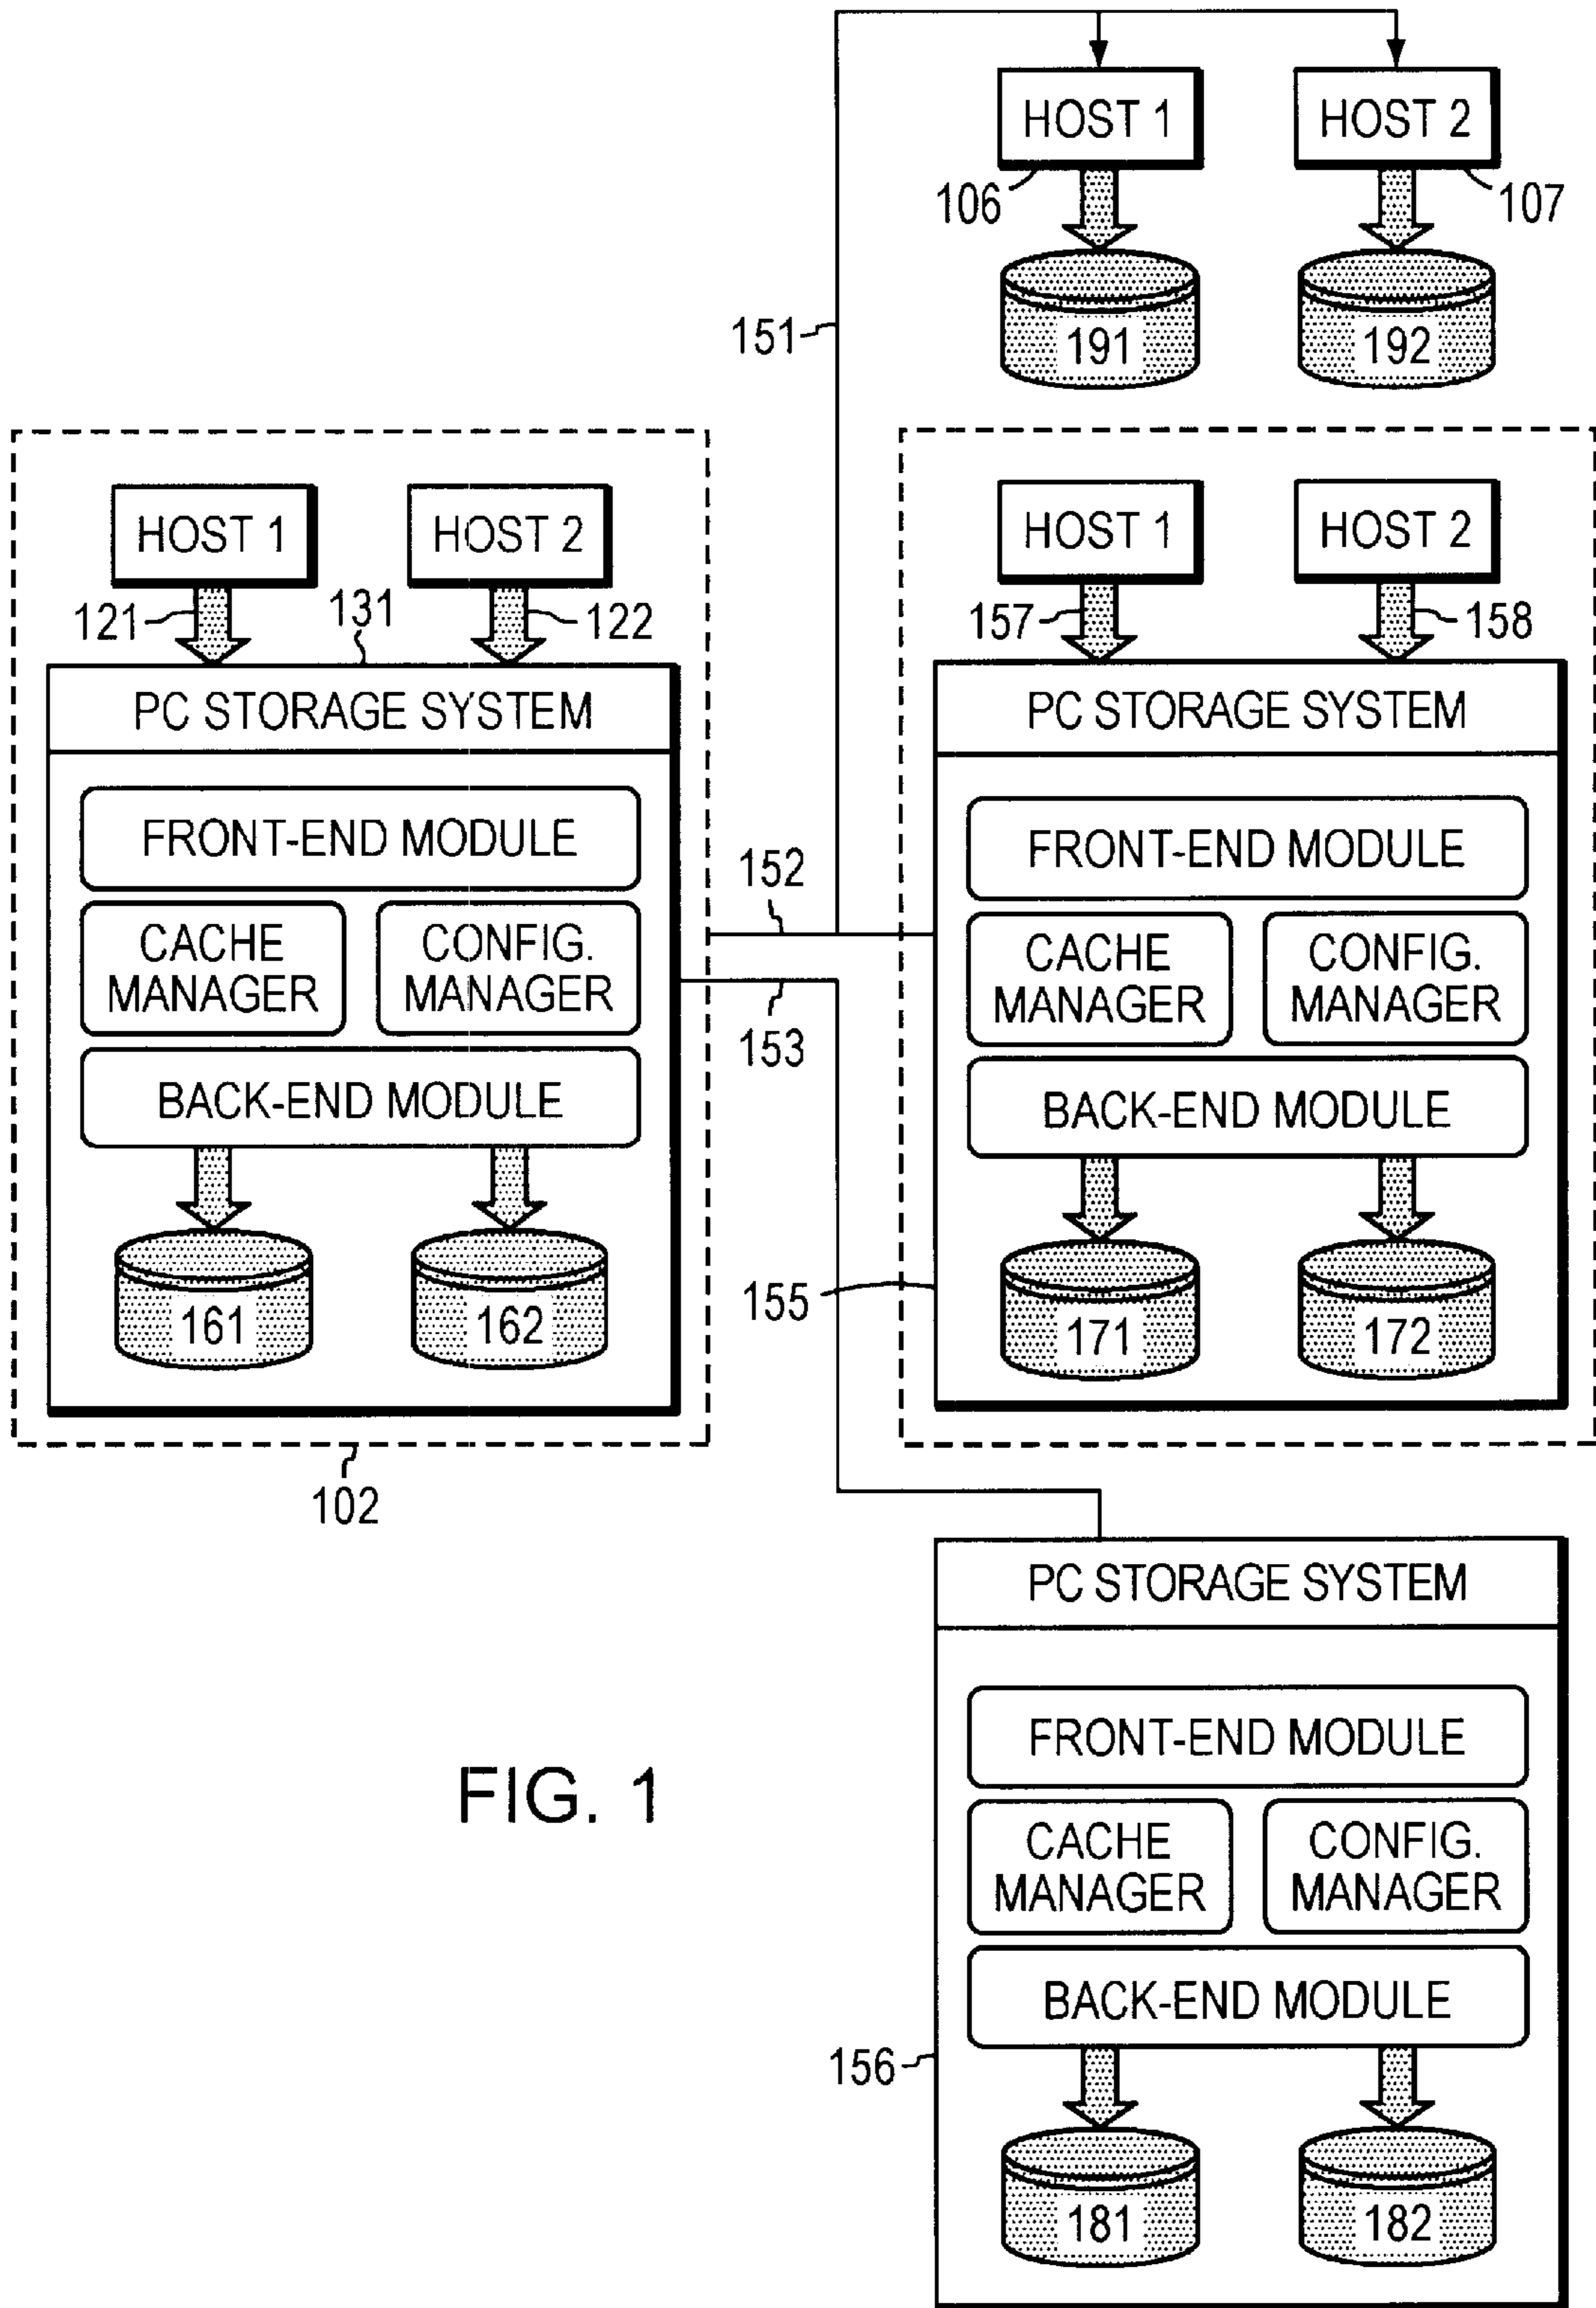 HOST 1
HOST 2
106
107
151
191
192
HOST 1
HOST 2
121
131
122
PC STORAGE SYSTEM
FRONT-END MODULE
CACHE
MANAGER
CONFIG.
MANAGER
BACK-END MODULE
161
162
102
152
153
HOST 1
HOST 2
157
158
PC STORAGE SYSTEM
FRONT-END MODULE
CACHE
MANAGER
CONFIG.
MANAGER
BACK-END MODULE
155
171
172
PC STORAGE SYSTEM
FRONT-END MODULE
CACHE
MANAGER
CONFIG.
MANAGER
BACK-END MODULE
156
181
182
FIG. 1